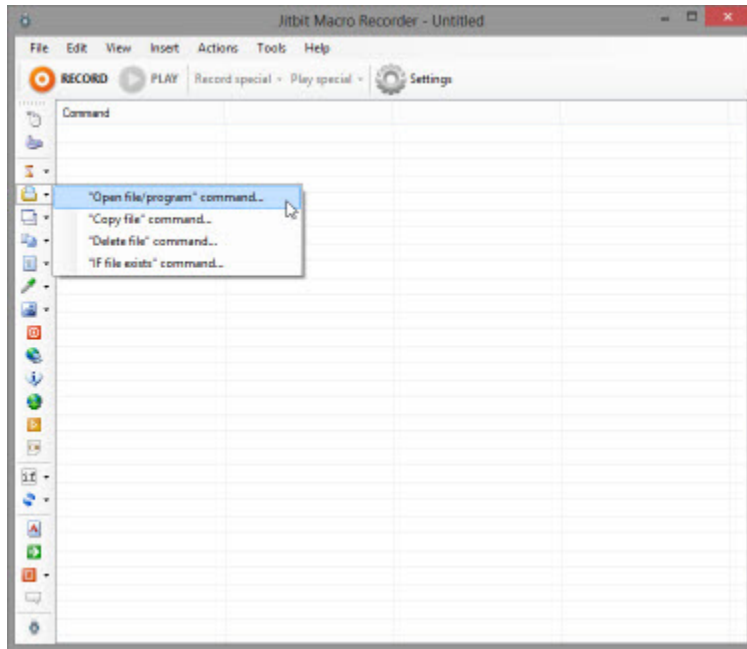 Jitbit Macro Recorder - Untitled
File Edit View Insert Actions Tools Help
RECORD PLAY Record special Play special Settings
Command
"Open file/program" command...
"Copy file" command...
"Delete file" command...
"IF file exists" command...
if